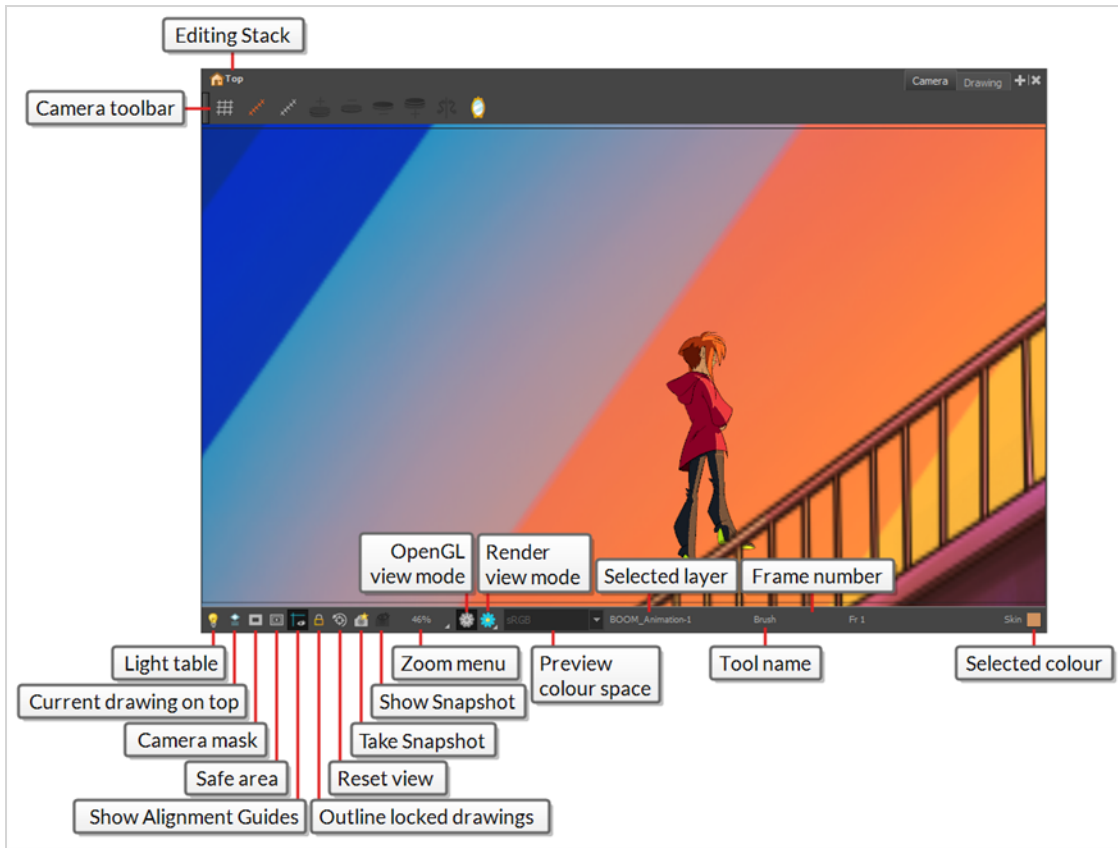 Editing Stack
Top
Camera
Drawing
Camera toolbar
OpenGL
view mode
Render
view mode
Selected layer
Frame number
46%
sRGB
BOOM_Animation-1
Brush
Fr 1
Skin
Light table
Zoom menu
Preview
colour space
Tool name
Selected colour
Current drawing on top
Show Snapshot
Camera mask
Take Snapshot
Safe area
Reset view
Show Alignment Guides
Outline locked drawings